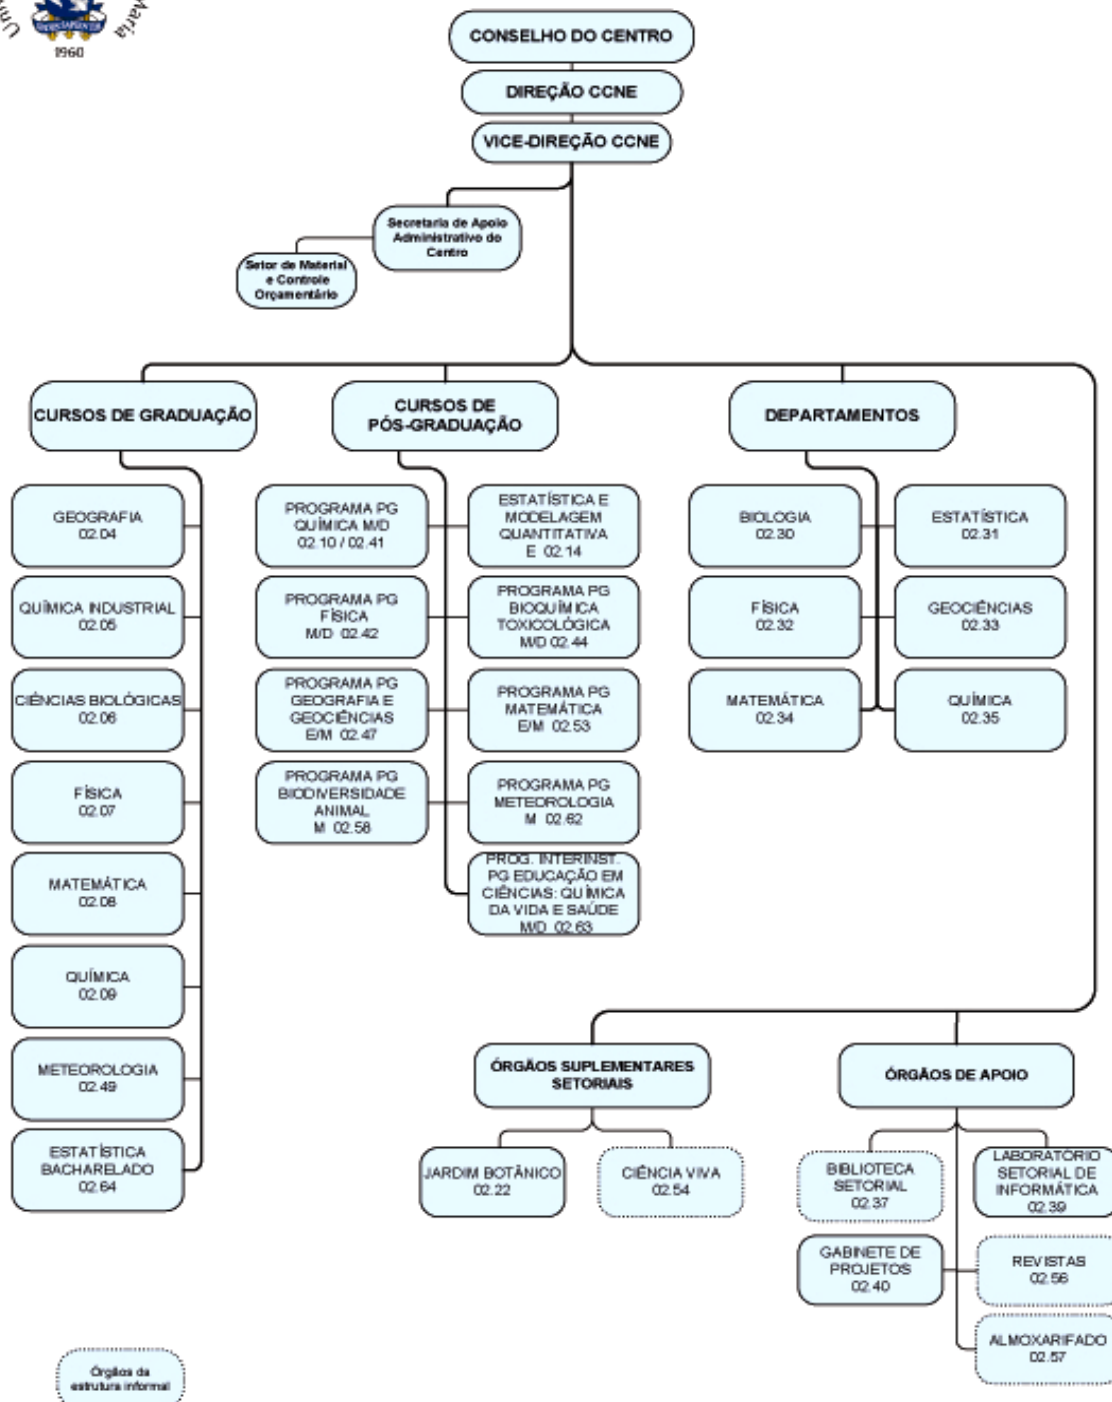 1960
CONSELHO DO CENTRO
DIREÇÃO CCNE
VICE-DIREÇÃO CCNE
Secretaria de Apoio
Administrativo do
Centro
Setor de Material
e Controle
Orçamentário
CURSOS DE GRADUAÇÃO
CURSOS DE
PÓS-GRADUAÇÃO
DEPARTAMENTOS
GEOGRAFIA
02.04
QUÍMICA INDUSTRIAL
02.05
CIÊNCIAS BIOLÓGICAS
02.06
FÍSICA
02.07
MATEMÁTICA
02.08
QUÍMICA
02.09
METEOROLOGIA
02.49
ESTATÍSTICA
BACHARELADO
02.64
PROGRAMA PG
QUÍMICA M/D
02.10 / 02.41
ESTATÍSTICA E
MODELAGEM
QUANTITATIVA
E 02.14
PROGRAMA PG
FÍSICA
M/D 02.42
PROGRAMA PG
BIOQUÍMICA
TOXICOLÓGICA
M/D 02.44
PROGRAMA PG
GEOGRAFIA E
GEOCIÊNCIAS
E/M 02.47
PROGRAMA PG
MATEMÁTICA
E/M 02.53
PROGRAMA PG
BIODIVERSIDADE
ANIMAL
M 02.58
PROGRAMA PG
METEOROLOGIA
M 02.62
PROG. INTERINST.
PG EDUCAÇÃO EM
CIÊNCIAS: QUÍMICA
DA VIDA E SAÚDE
M/D 02.63
BIOLOGIA
02.30
ESTATÍSTICA
02.31
FÍSICA
02.32
GEOCIÊNCIAS
02.33
MATEMÁTICA
02.34
QUÍMICA
02.35
ÓRGÃOS SUPLEMENTARES
SETORIAIS
ÓRGÃOS DE APOIO
JARDIM BOTÂNICO
02.22
CIÊNCIA VIVA
02.54
BIBLIOTECA
SETORIAL
02.37
LABORATÓRIO
SETORIAL DE
INFORMÁTICA
02.39
GABINETE DE
PROJETOS
02.40
REVISTAS
02.56
ALMOXARIFADO
02.57
Órgãos da
estrutura informal